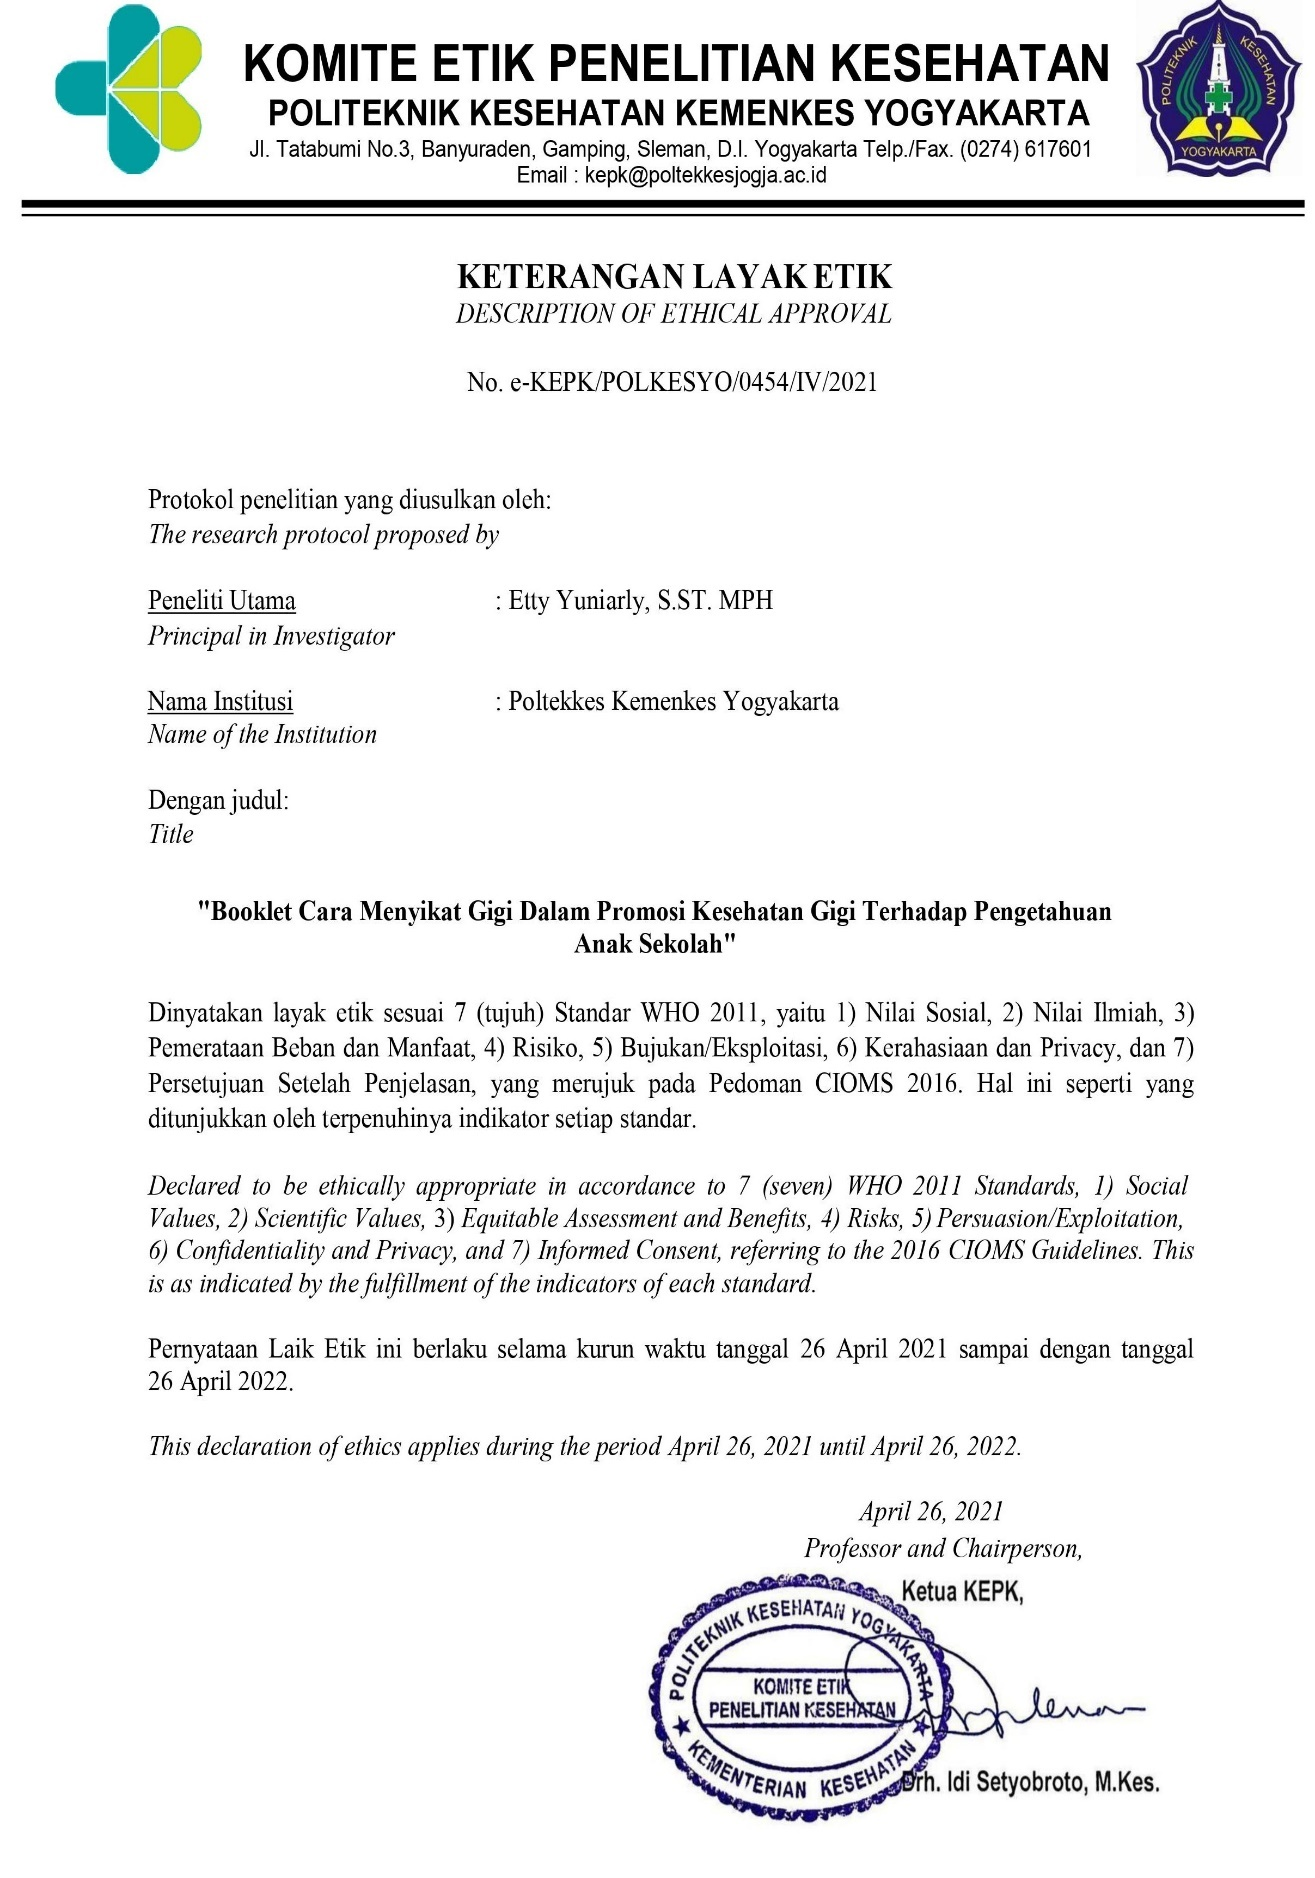 KOMITE ETIK PENELITIAN KESEHATAN
POLITEKNIK KESEHATAN KEMENKES YOGYAKARTA
Jl. Tatabumi No.3, Banyuraden, Gamping, Sleman, D.I. Yogyakarta Telp./Fax. (0274) 617601
Email : kepk@poltekkesjogja.ac.id
POLITEKNIK KESEHATAN
YOGYAKARTA
KETERANGAN LAYAK ETIK
DESCRIPTION OF ETHICAL APPROVAL
No. e-KEPK/POLKESYO/0454/IV/2021
Protokol penelitian yang diusulkan oleh:
The research protocol proposed by
Peneliti Utama : Etty Yuniarly, S.ST. MPH
Principal in Investigator
Nama Institusi : Poltekkes Kemenkes Yogyakarta
Name of the Institution
Dengan judul:
Title
"Booklet Cara Menyikat Gigi Dalam Promosi Kesehatan Gigi Terhadap Pengetahuan
Anak Sekolah"
Dinyatakan layak etik sesuai 7 (tujuh) Standar WHO 2011, yaitu 1) Nilai Sosial, 2) Nilai Ilmiah, 3)
Pemerataan Beban dan Manfaat, 4) Risiko, 5) Bujukan/Eksploitasi, 6) Kerahasiaan dan Privacy, dan 7)
Persetujuan Setelah Penjelasan, yang merujuk pada Pedoman CIOMS 2016. Hal ini seperti yang
ditunjukkan oleh terpenuhinya indikator setiap standar.
Declared to be ethically appropriate in accordance to 7 (seven) WHO 2011 Standards, 1) Social
Values, 2) Scientific Values, 3) Equitable Assessment and Benefits, 4) Risks, 5) Persuasion/Exploitation,
6) Confidentiality and Privacy, and 7) Informed Consent, referring to the 2016 CIOMS Guidelines. This
is as indicated by the fulfillment of the indicators of each standard.
Pernyataan Laik Etik ini berlaku selama kurun waktu tanggal 26 April 2021 sampai dengan tanggal
26 April 2022.
This declaration of ethics applies during the period April 26, 2021 until April 26, 2022.
April 26, 2021
Professor and Chairperson,
Ketua KEPK,
POLITEKNIK KESEHATAN YOGYAKARTA
KOMITE ETIK
PENELITIAN KESEHATAN
KEMENTERIAN KESEHATAN
Drh. Idi Setyobroto, M.Kes.